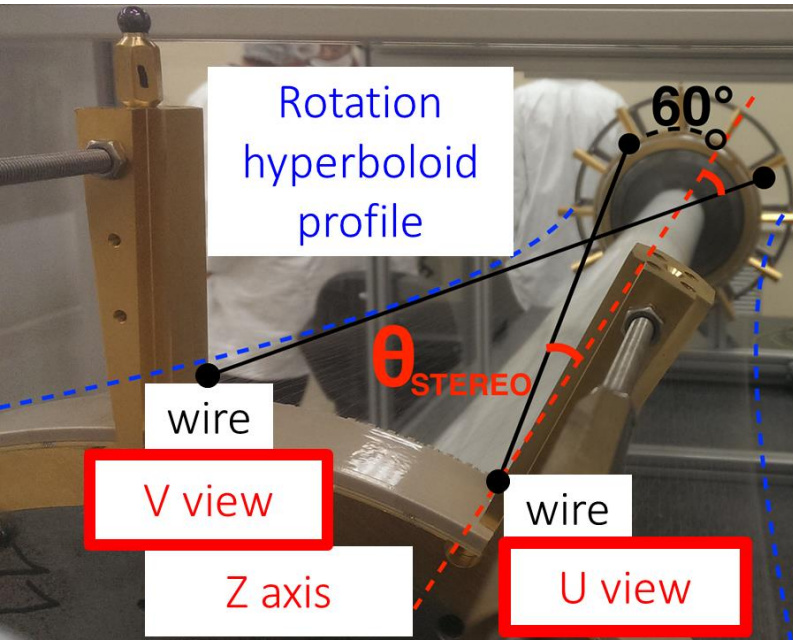 Rotation
hyperboloid
profile
60°
θSTEREO
wire
V view
wire
Z axis
U view